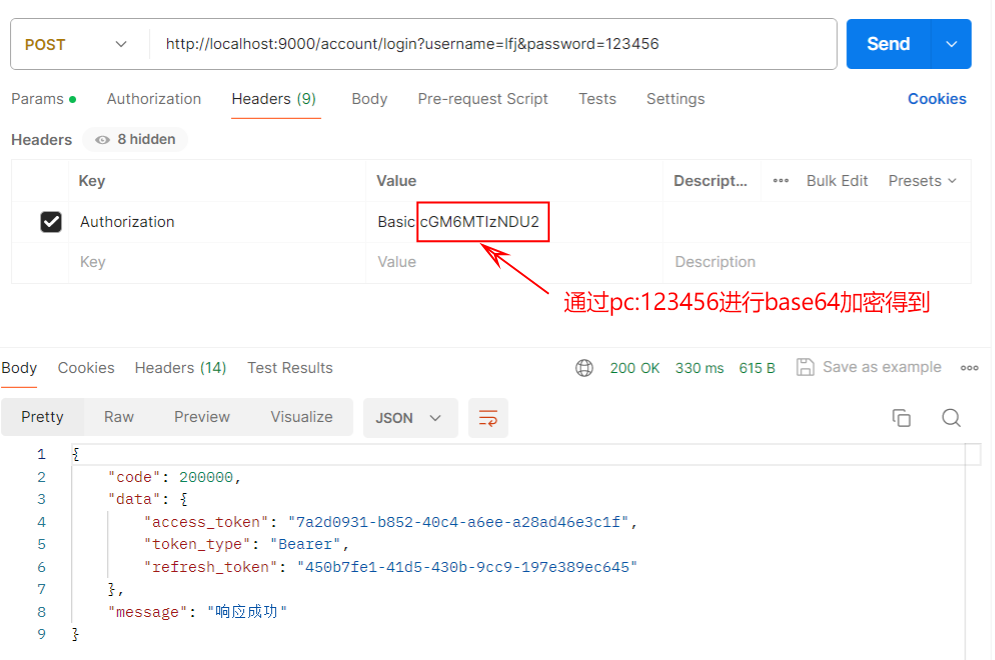 POST http://localhost:9000/account/login?username=lfj&password=123456 Send
Params Authorization Headers (9) Body Pre-request Script Tests Settings Cookies
Headers 8 hidden
Key Value Descript... ••• Bulk Edit Presets
Authorization Basic cGM6MTIzNDU2
Key Value Description
通过pc:123456进行base64加密得到
Body Cookies Headers (14) Test Results 200 OK 330 ms 615 B Save as example
Pretty Raw Preview Visualize JSON
1 {
2 "code": 200000,
3 "data": {
4 "access_token": "7a2d0931-b852-40c4-a6ee-a28ad46e3c1f",
5 "token_type": "Bearer",
6 "refresh_token": "450b7fe1-41d5-430b-9cc9-197e389ec645"
7 },
8 "message": "响应成功"
9 }